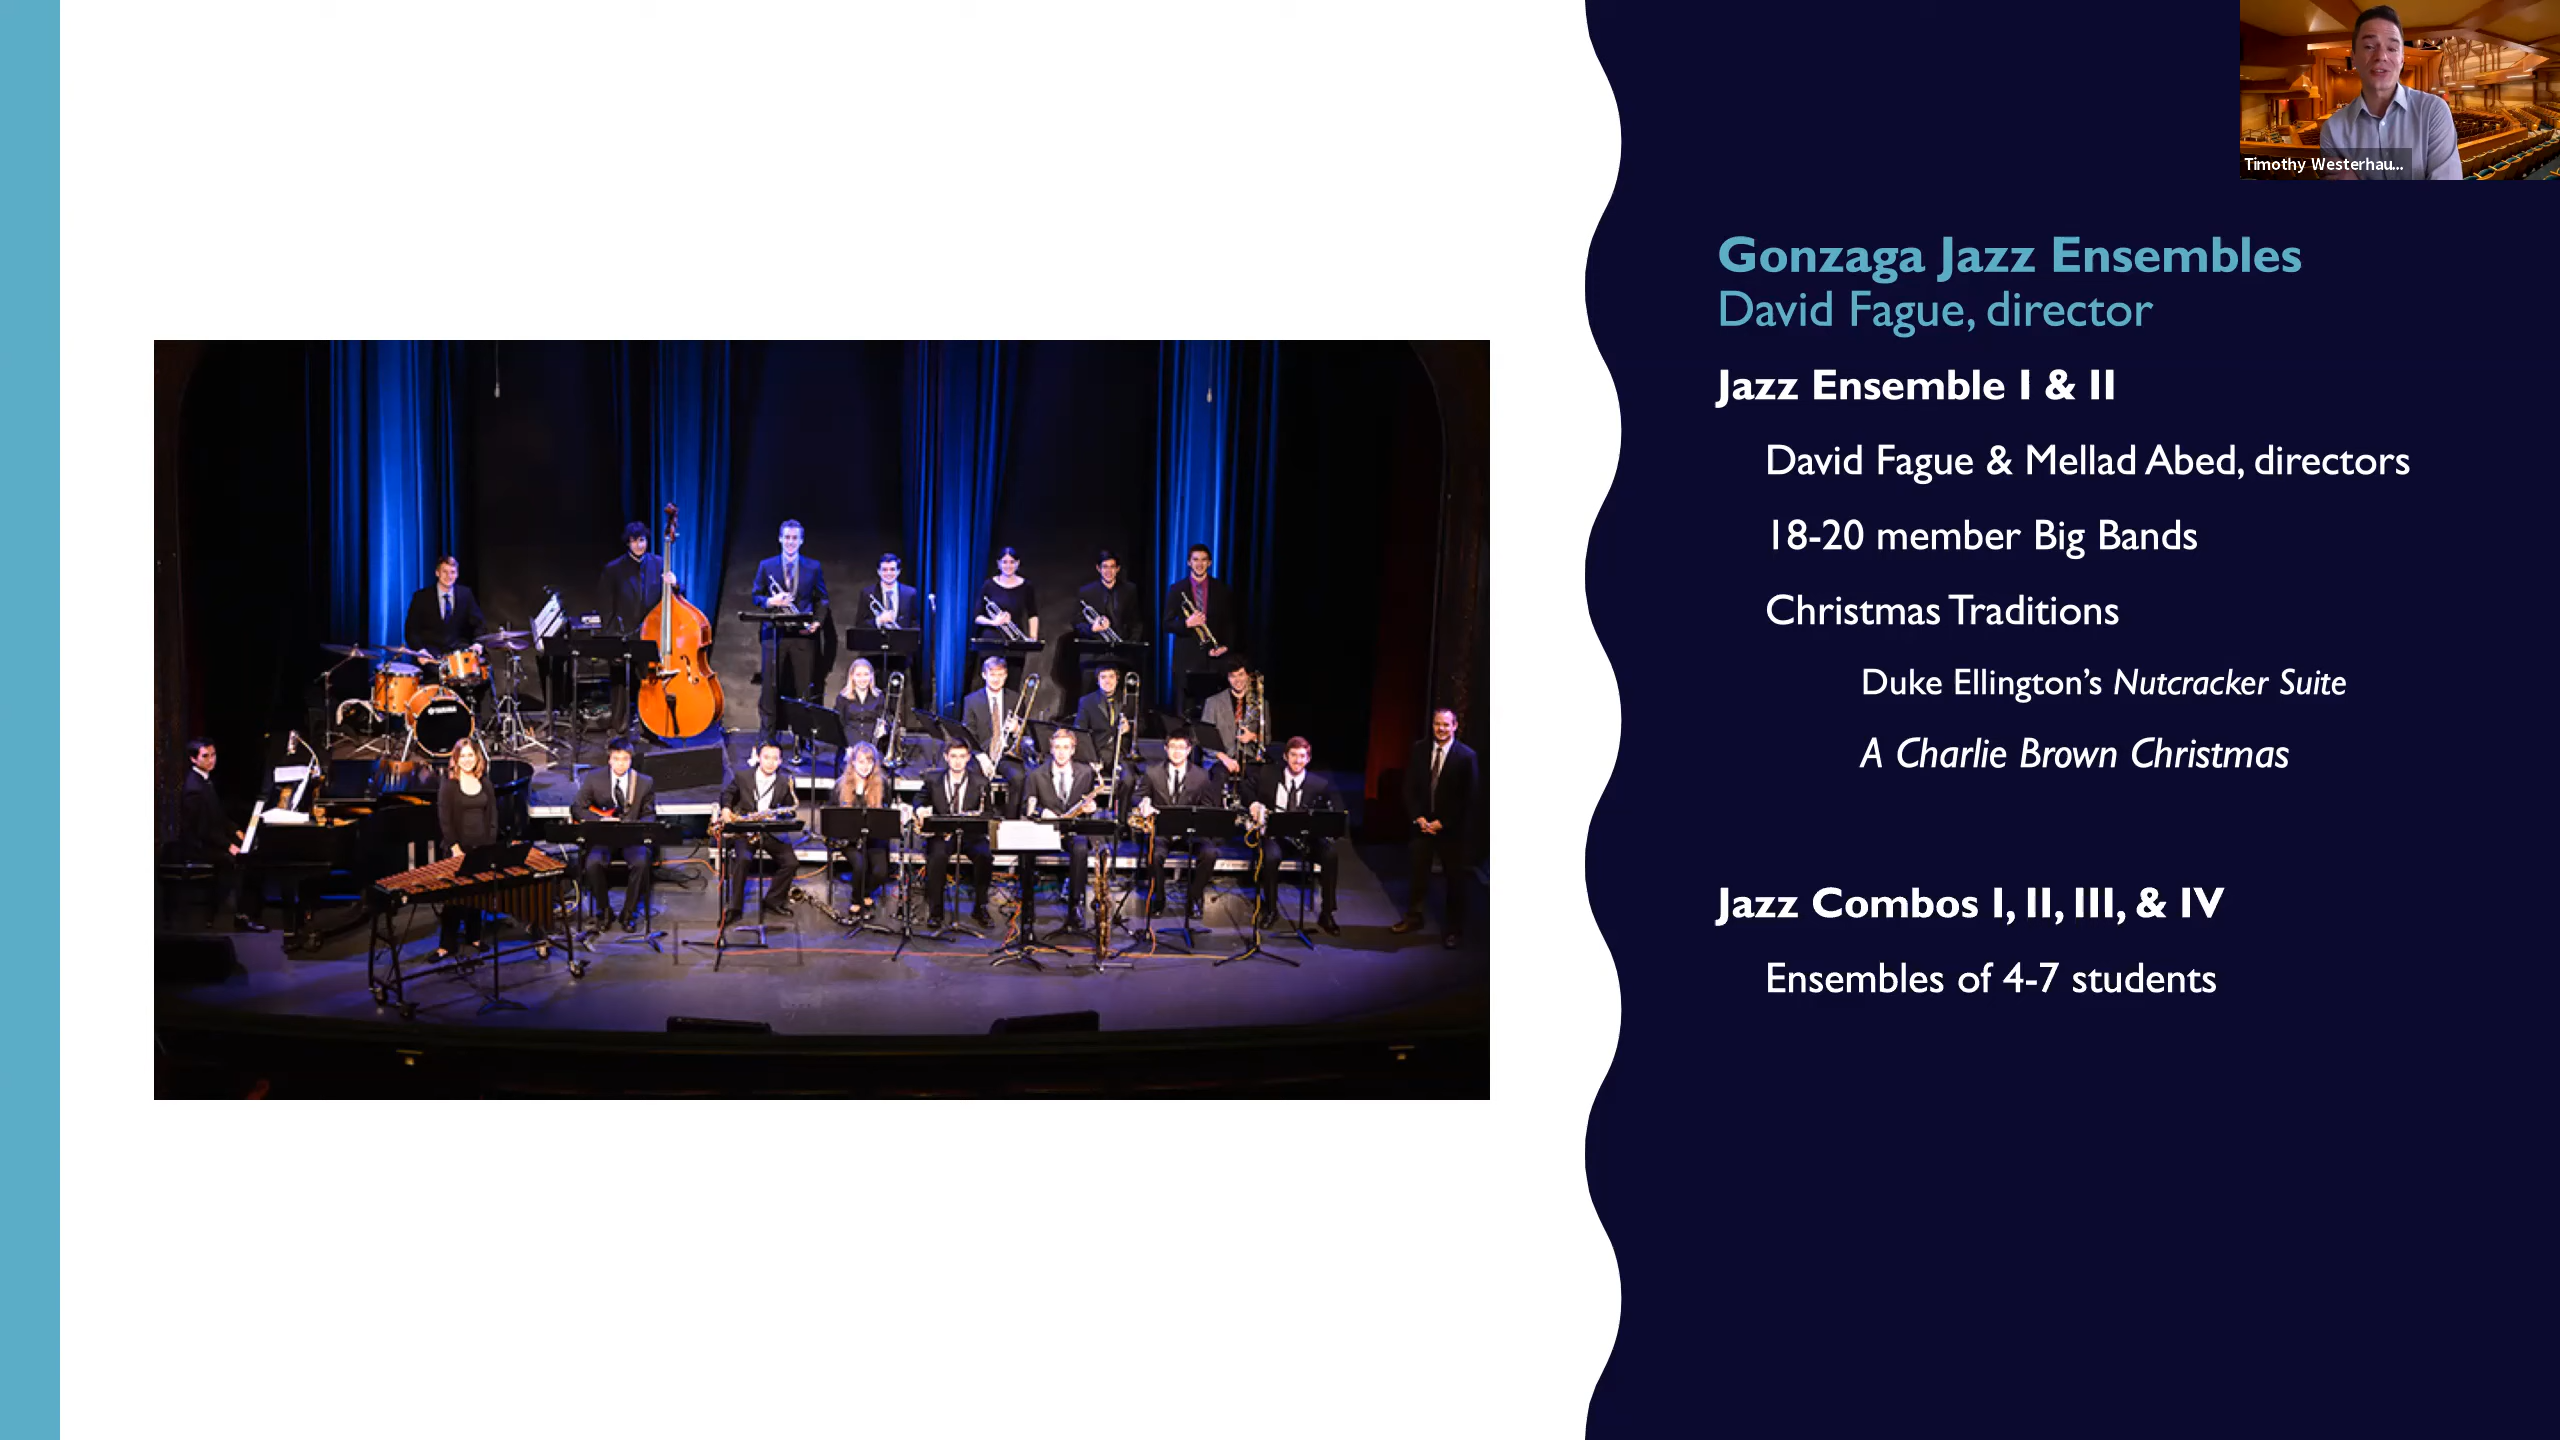 Timothy Westerhau...
Gonzaga Jazz Ensembles
David Fague, director
Jazz Ensemble I & II
David Fague & Mellad Abed, directors
18-20 member Big Bands
Christmas Traditions
Duke Ellington’s Nutcracker Suite
A Charlie Brown Christmas
Jazz Combos I, II, III, & IV
Ensembles of 4-7 students